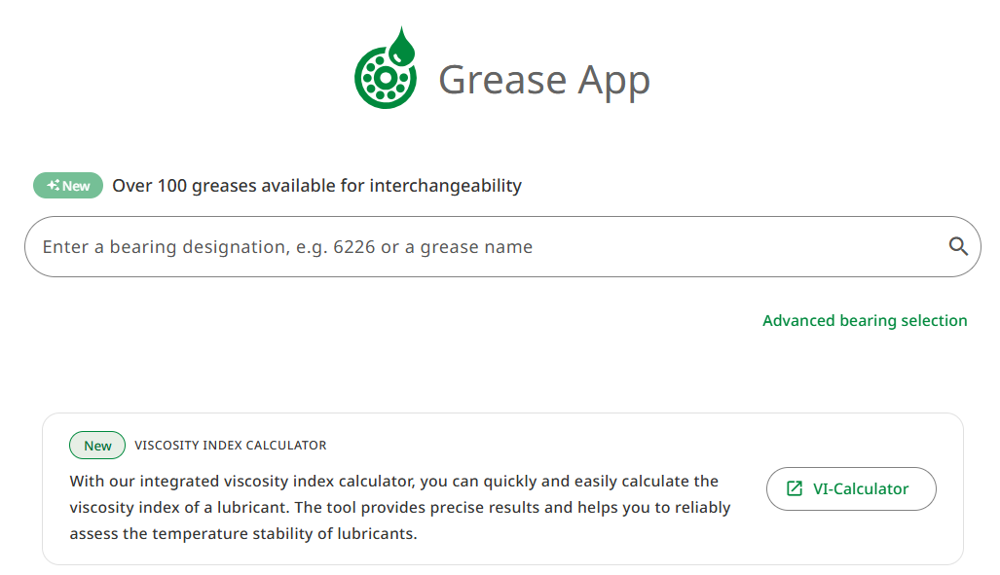 Grease App
New Over 100 greases available for interchangeability
Enter a bearing designation, e.g. 6226 or a grease name
Advanced bearing selection
New VISCOSITY INDEX CALCULATOR
With our integrated viscosity index calculator, you can quickly and easily calculate the
viscosity index of a lubricant. The tool provides precise results and helps you to reliably
assess the temperature stability of lubricants.
VI-Calculator